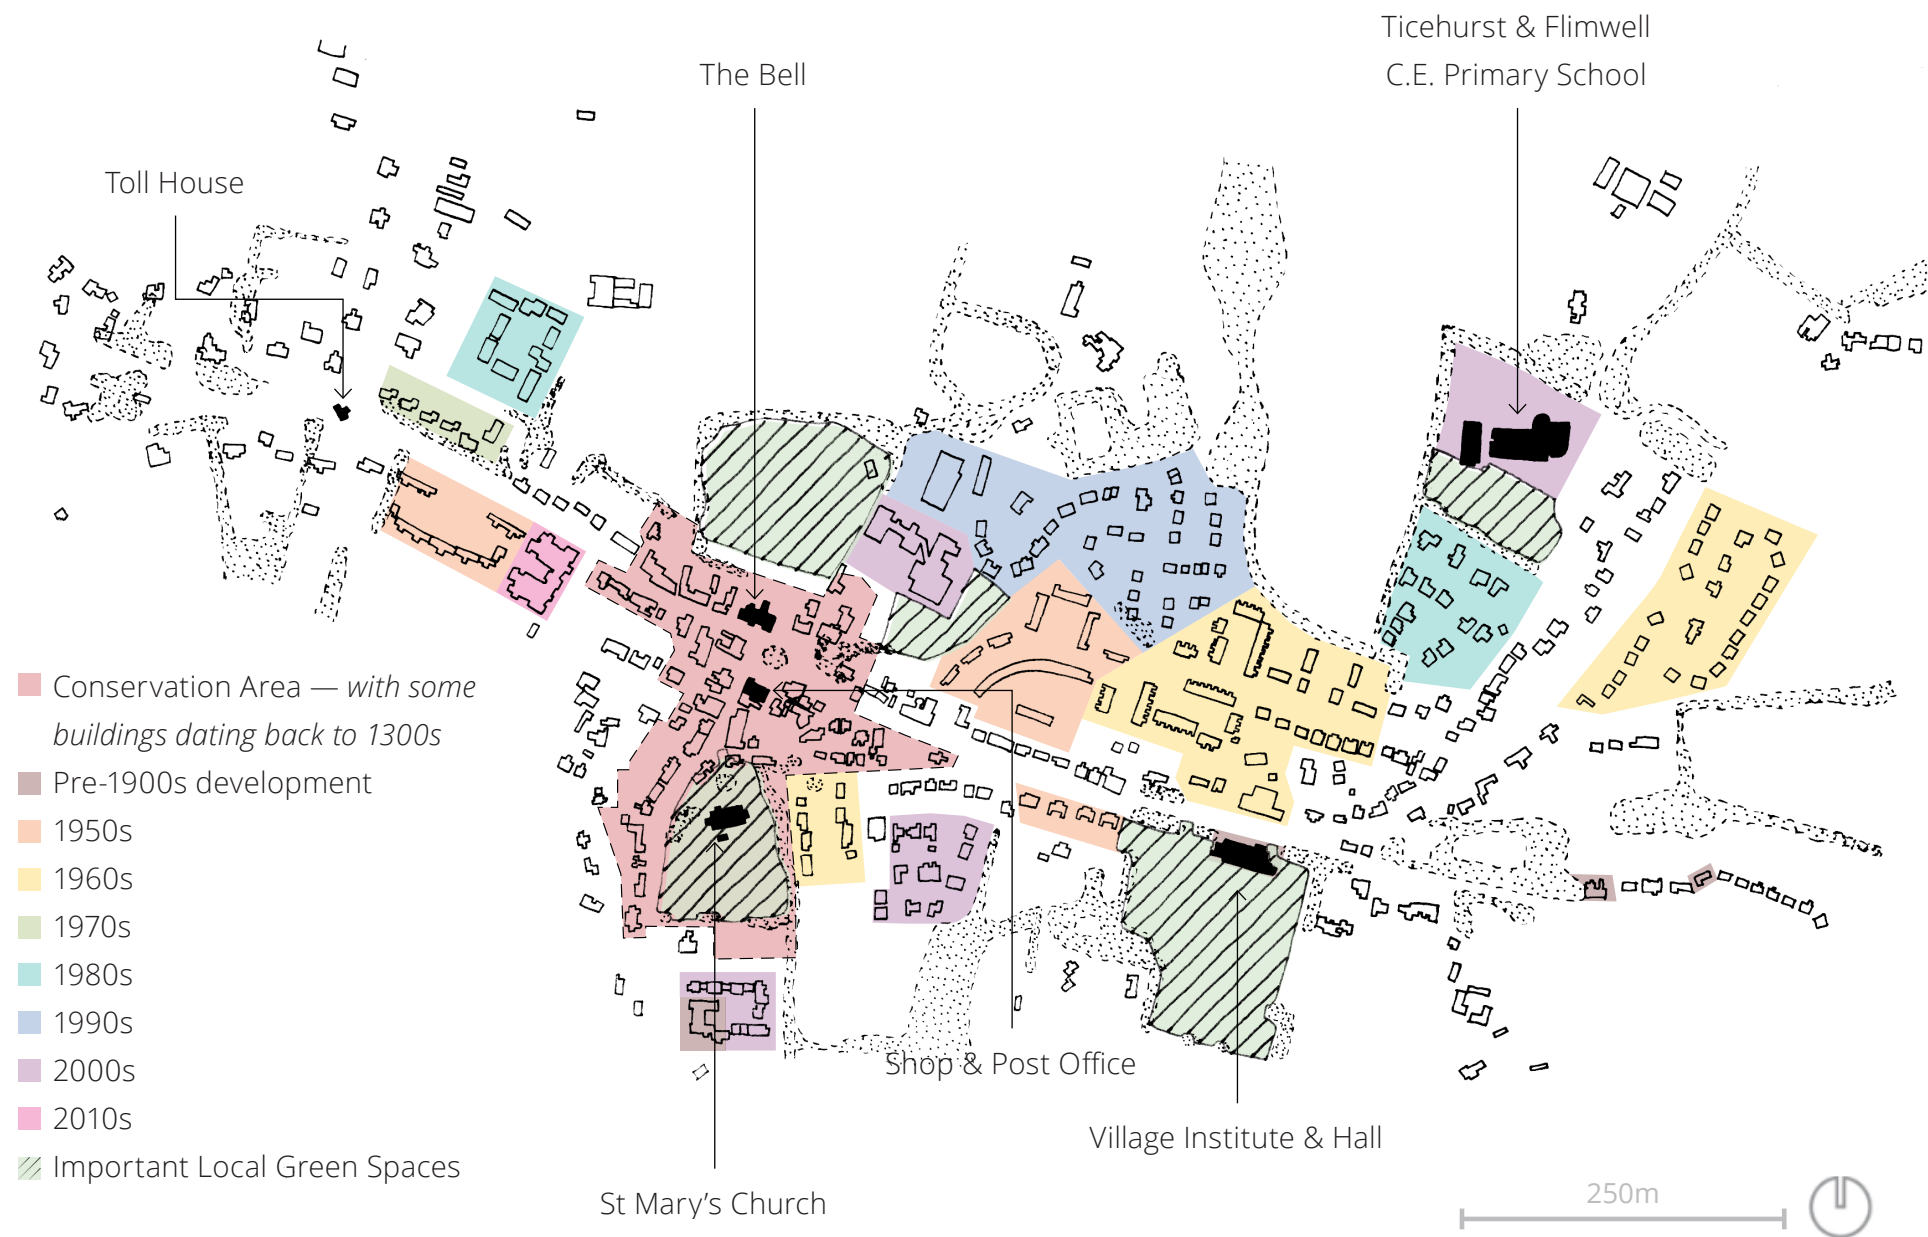 Ticehurst & Flimwell
C.E. Primary School
The Bell
Toll House
Conservation Area — with some
buildings dating back to 1300s
Pre-1900s development
1950s
1960s
1970s
1980s
1990s
2000s
2010s
Important Local Green Spaces
Shop & Post Office
Village Institute & Hall
St Mary’s Church
250m